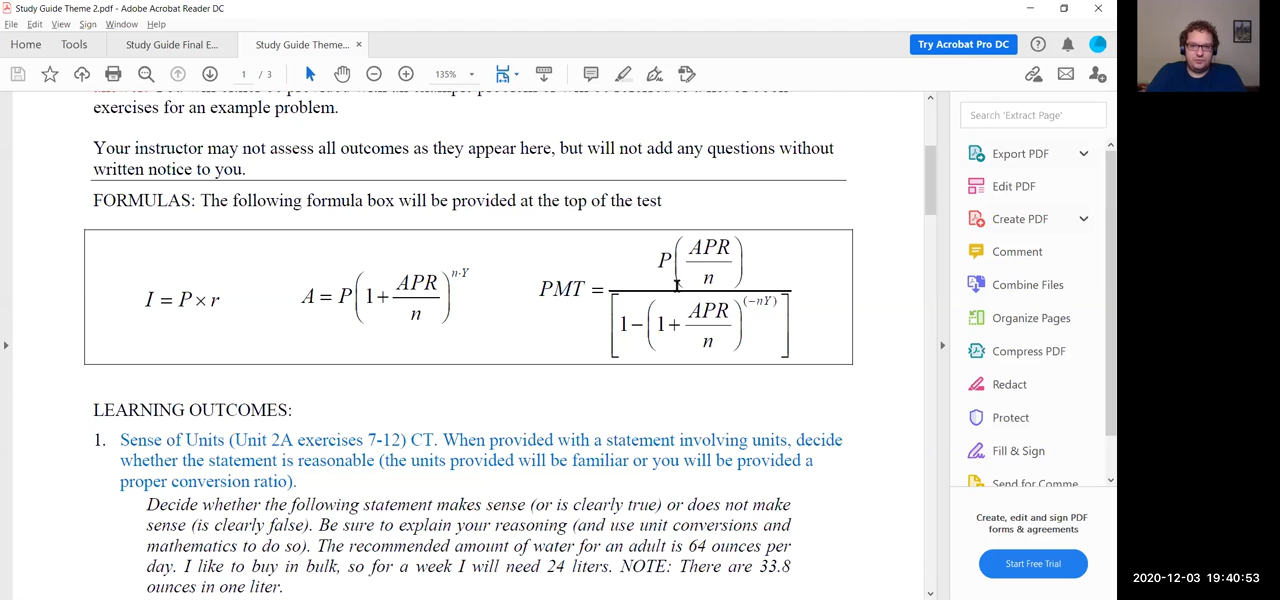 Study Guide Theme 2.pdf - Adobe Acrobat Reader DC
File Edit View Sign Window Help
Home Tools Study Guide Final E... Study Guide Theme... ×
Try Acrobat Pro DC
1 / 3 135%
exercises for an example problem.
Your instructor may not assess all outcomes as they appear here, but will not add any questions without
written notice to you.
FORMULAS: The following formula box will be provided at the top of the test
I = P × r
A = P(1 + APR/n)^(n·Y)
PMT = P(APR/n) / [1 − (1 + APR/n)^(−nY)]
LEARNING OUTCOMES:
1. Sense of Units (Unit 2A exercises 7-12) CT. When provided with a statement involving units, decide
whether the statement is reasonable (the units provided will be familiar or you will be provided a
proper conversion ratio).
Decide whether the following statement makes sense (or is clearly true) or does not make
sense (is clearly false). Be sure to explain your reasoning (and use unit conversions and
mathematics to do so). The recommended amount of water for an adult is 64 ounces per
day. I like to buy in bulk, so for a week I will need 24 liters. NOTE: There are 33.8
ounces in one liter.
Search 'Extract Page'
Export PDF
Edit PDF
Create PDF
Comment
Combine Files
Organize Pages
Compress PDF
Redact
Protect
Fill & Sign
Send for Comme
Create, edit and sign PDF
forms & agreements
Start Free Trial
2020-12-03 19:40:53